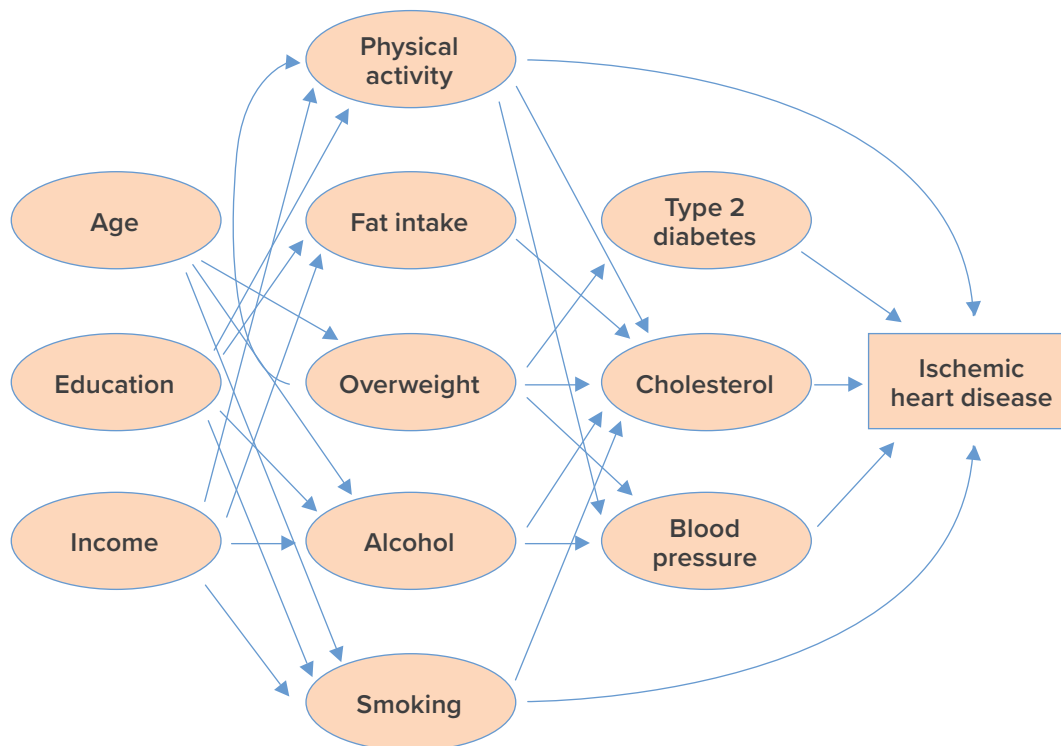 Physical
activity
Age
Fat intake
Type 2
diabetes
Education
Overweight
Cholesterol
Ischemic
heart disease
Income
Alcohol
Blood
pressure
Smoking